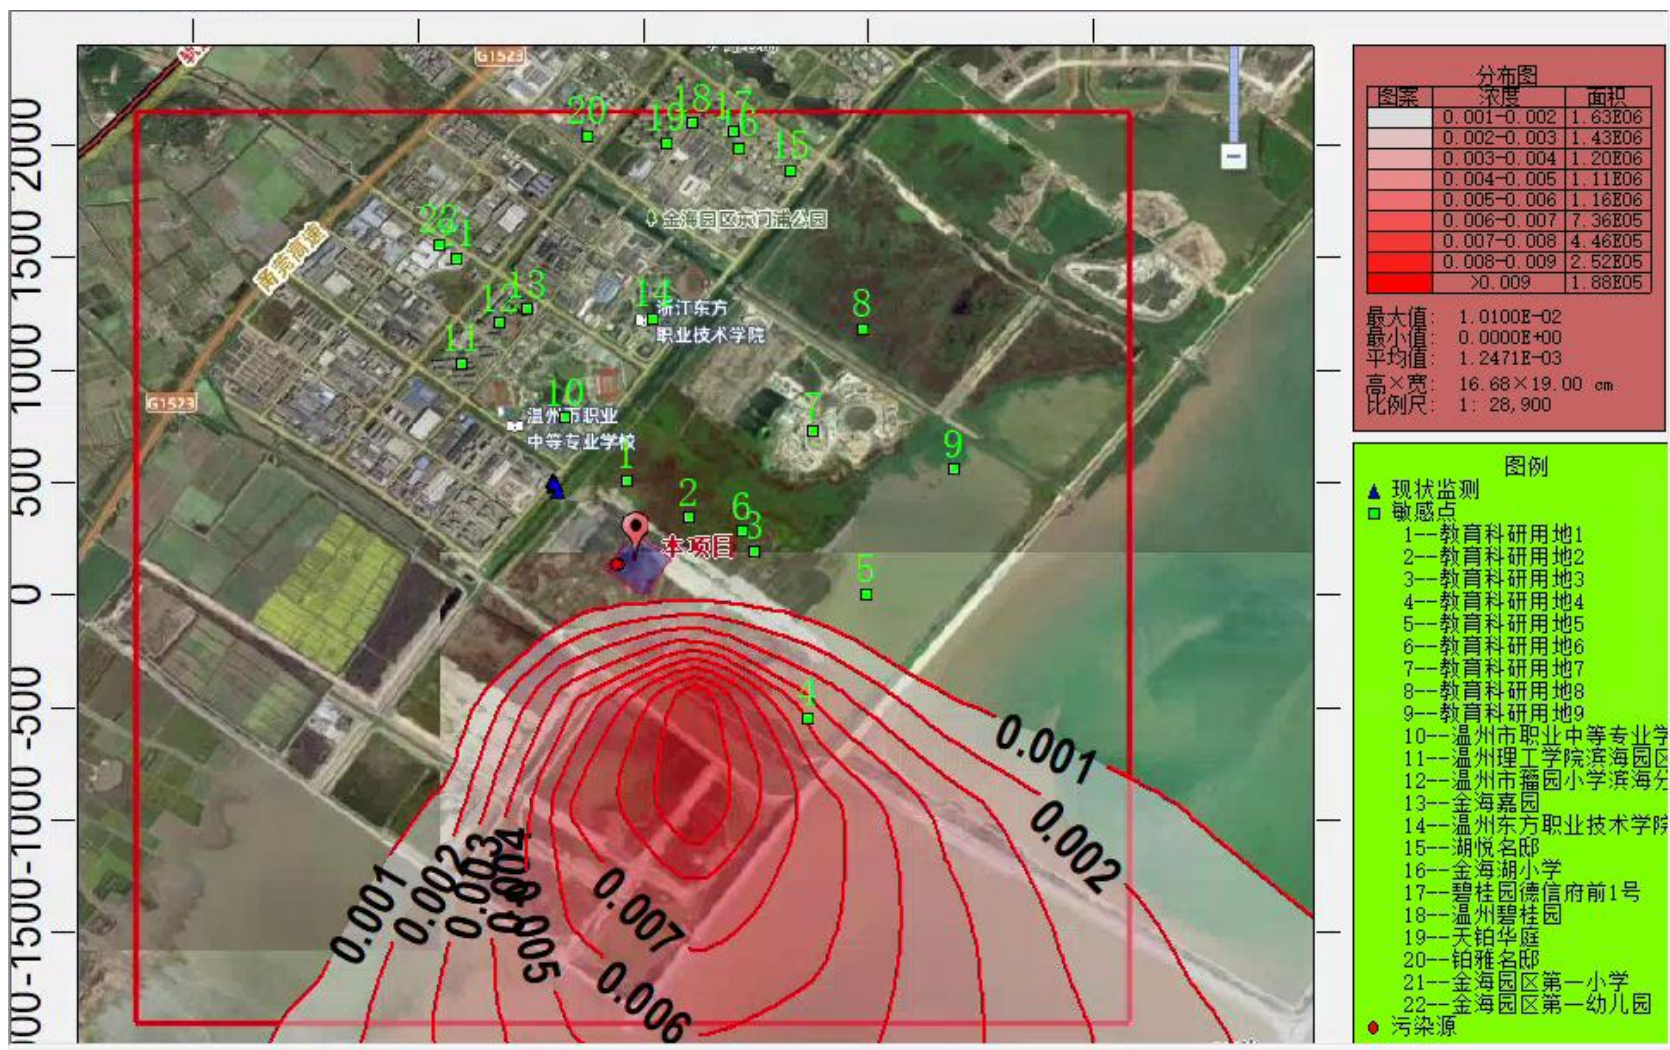 G1523
20
19
18
17
16
15
金海园区东门浦公园
22
21
甬莞高速
12
13
14
浙江东方
职业技术学院
8
11
G1523
10
温州市职业
中等专业学校
7
9
1
2
6
3
本项目
5
4
0.001
0.002
0.001
0.002
0.003
0.004
0.005
0.007
0.006
2000
1500
1000
500
0
-500
-1000
-1500
分布图
图案 浓度 面积
0.001-0.002 1.63E06
0.002-0.003 1.43E06
0.003-0.004 1.20E06
0.004-0.005 1.11E06
0.005-0.006 1.16E06
0.006-0.007 7.36E05
0.007-0.008 4.46E05
0.008-0.009 2.52E05
>0.009 1.88E05
最大值: 1.0100E-02
最小值: 0.0000E+00
平均值: 1.2471E-03
高×宽: 16.68×19.00 cm
比例尺: 1: 28,900
图例
现状监测
敏感点
1--教育科研用地1
2--教育科研用地2
3--教育科研用地3
4--教育科研用地4
5--教育科研用地5
6--教育科研用地6
7--教育科研用地7
8--教育科研用地8
9--教育科研用地9
10--温州市职业中等专业学
11--温州理工学院滨海园区
12--温州市籀园小学滨海分
13--金海嘉园
14--温州东方职业技术学院
15--湖悦名邸
16--金海湖小学
17--碧桂园德信府前1号
18--温州碧桂园
19--天铂华庭
20--铂雅名邸
21--金海园区第一小学
22--金海园区第一幼儿园
污染源